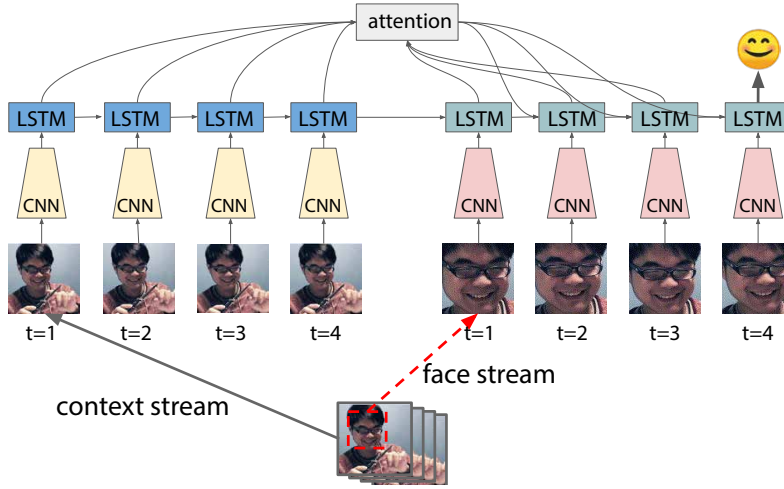 attention
LSTM LSTM LSTM LSTM LSTM LSTM LSTM LSTM
CNN CNN CNN CNN CNN CNN CNN CNN
t=1 t=2 t=3 t=4 t=1 t=2 t=3 t=4
face stream
context stream